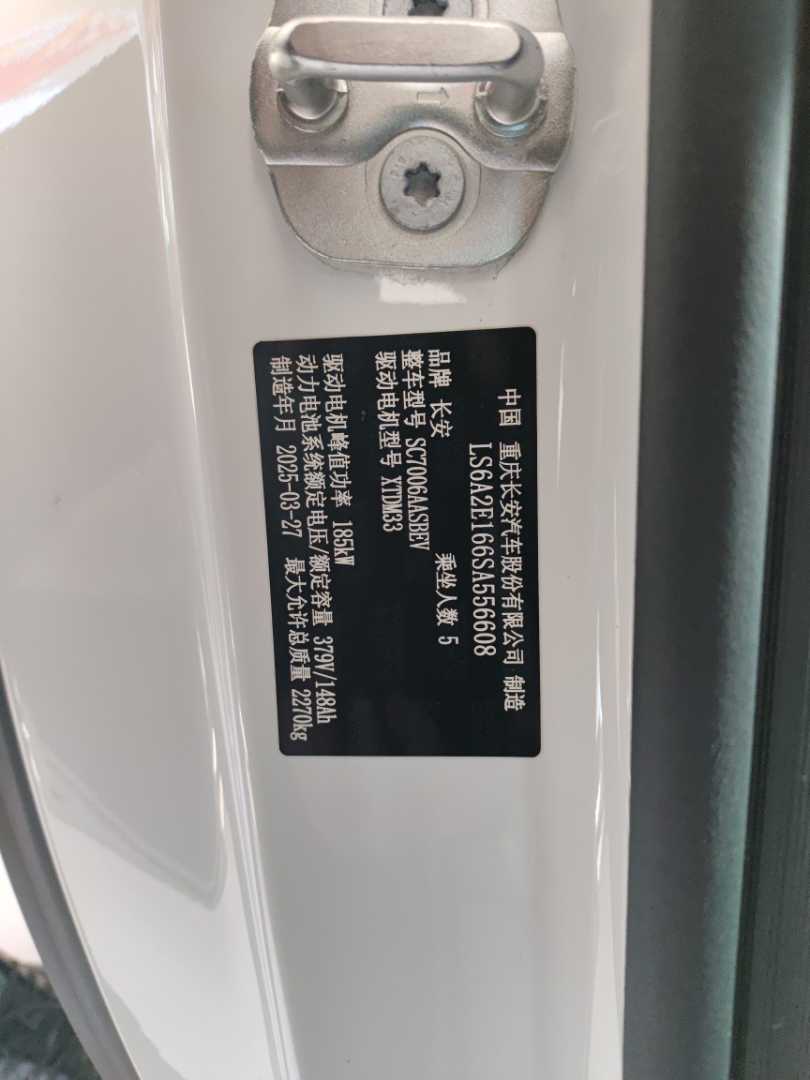 中国 重庆长安汽车股份有限公司 制造
LS6A2E166SA556608
品牌 长安 乘坐人数 5
整车型号 SC7006AASBEV
驱动电机型号 XTDM33
驱动电机峰值功率 185kW
动力电池系统额定电压/额定容量 379V/148Ah
制造年月 2025-03-27 最大允许总质量 2270kg